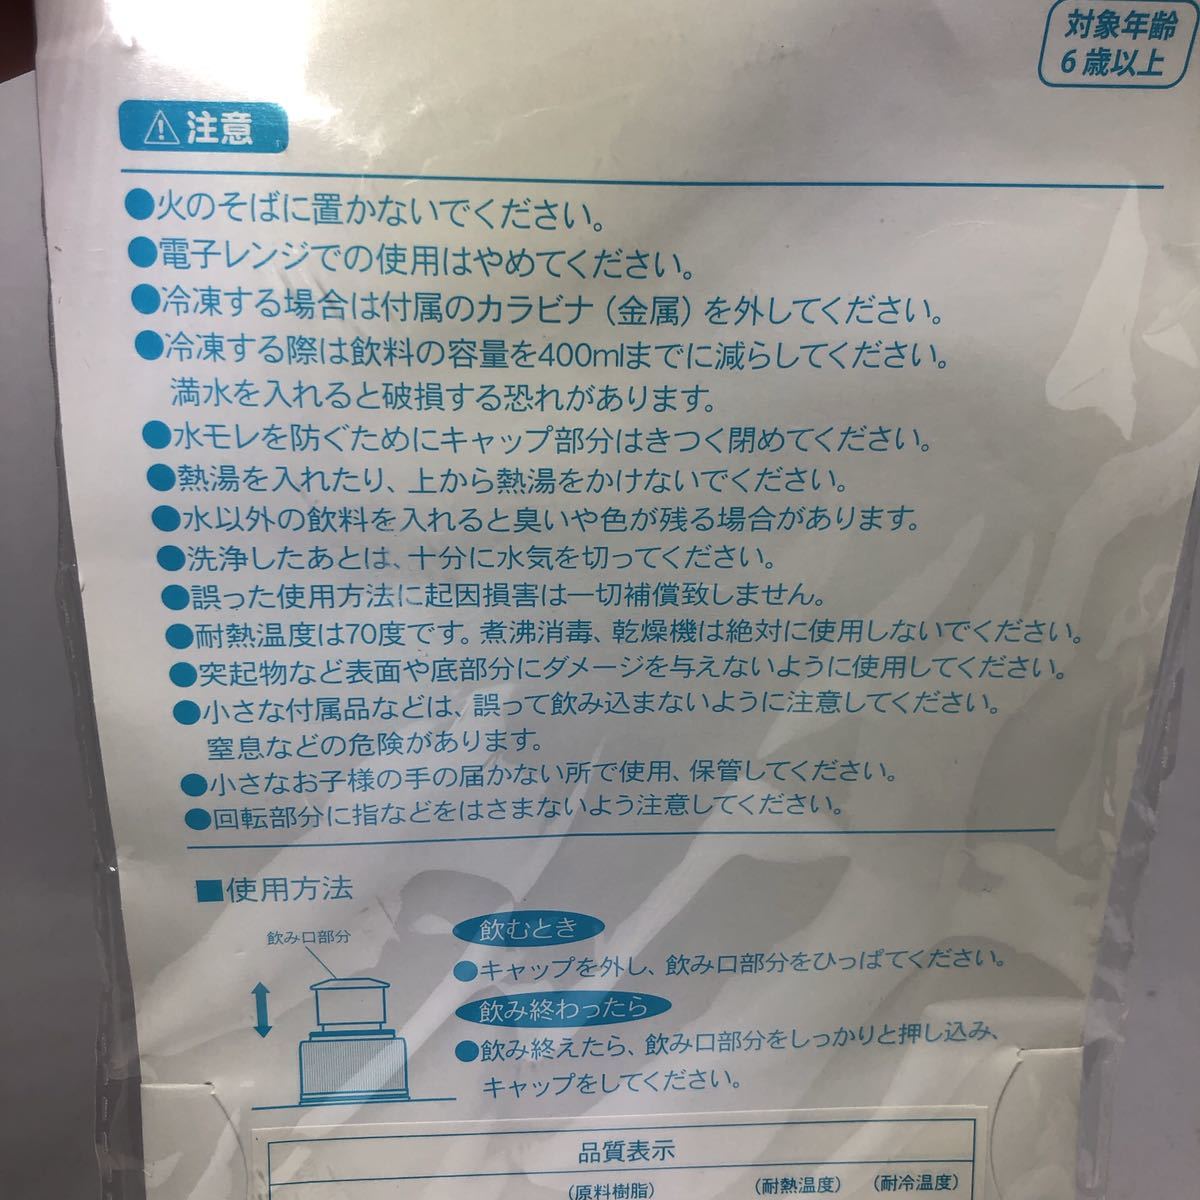 対象年齢
6歳以上
注意
●火のそばに置かないでください。
●電子レンジでの使用はやめてください。
●冷凍する場合は付属のカラビナ(金属)を外してください。
●冷凍する際は飲料の容量を400mlまでに減らしてください。
満水を入れると破損する恐れがあります。
●水モレを防ぐためにキャップ部分はきつく閉めてください。
●熱湯を入れたり、上から熱湯をかけないでください。
●水以外の飲料を入れると臭いや色が残る場合があります。
●洗浄したあとは、十分に水気を切ってください。
●誤った使用方法に起因損害は一切補償致しません。
●耐熱温度は70度です。煮沸消毒、乾燥機は絶対に使用しないでください。
●突起物など表面や底部分にダメージを与えないように使用してください。
●小さな付属品などは、誤って飲み込まないように注意してください。
窒息などの危険があります。
●小さなお子様の手の届かない所で使用、保管してください。
●回転部分に指などをはさまないよう注意してください。
■使用方法
飲み口部分
飲むとき
●キャップを外し、飲み口部分をひっぱてください。
飲み終わったら
●飲み終えたら、飲み口部分をしっかりと押し込み、
キャップをしてください。
品質表示
(原料樹脂) (耐熱温度) (耐冷温度)